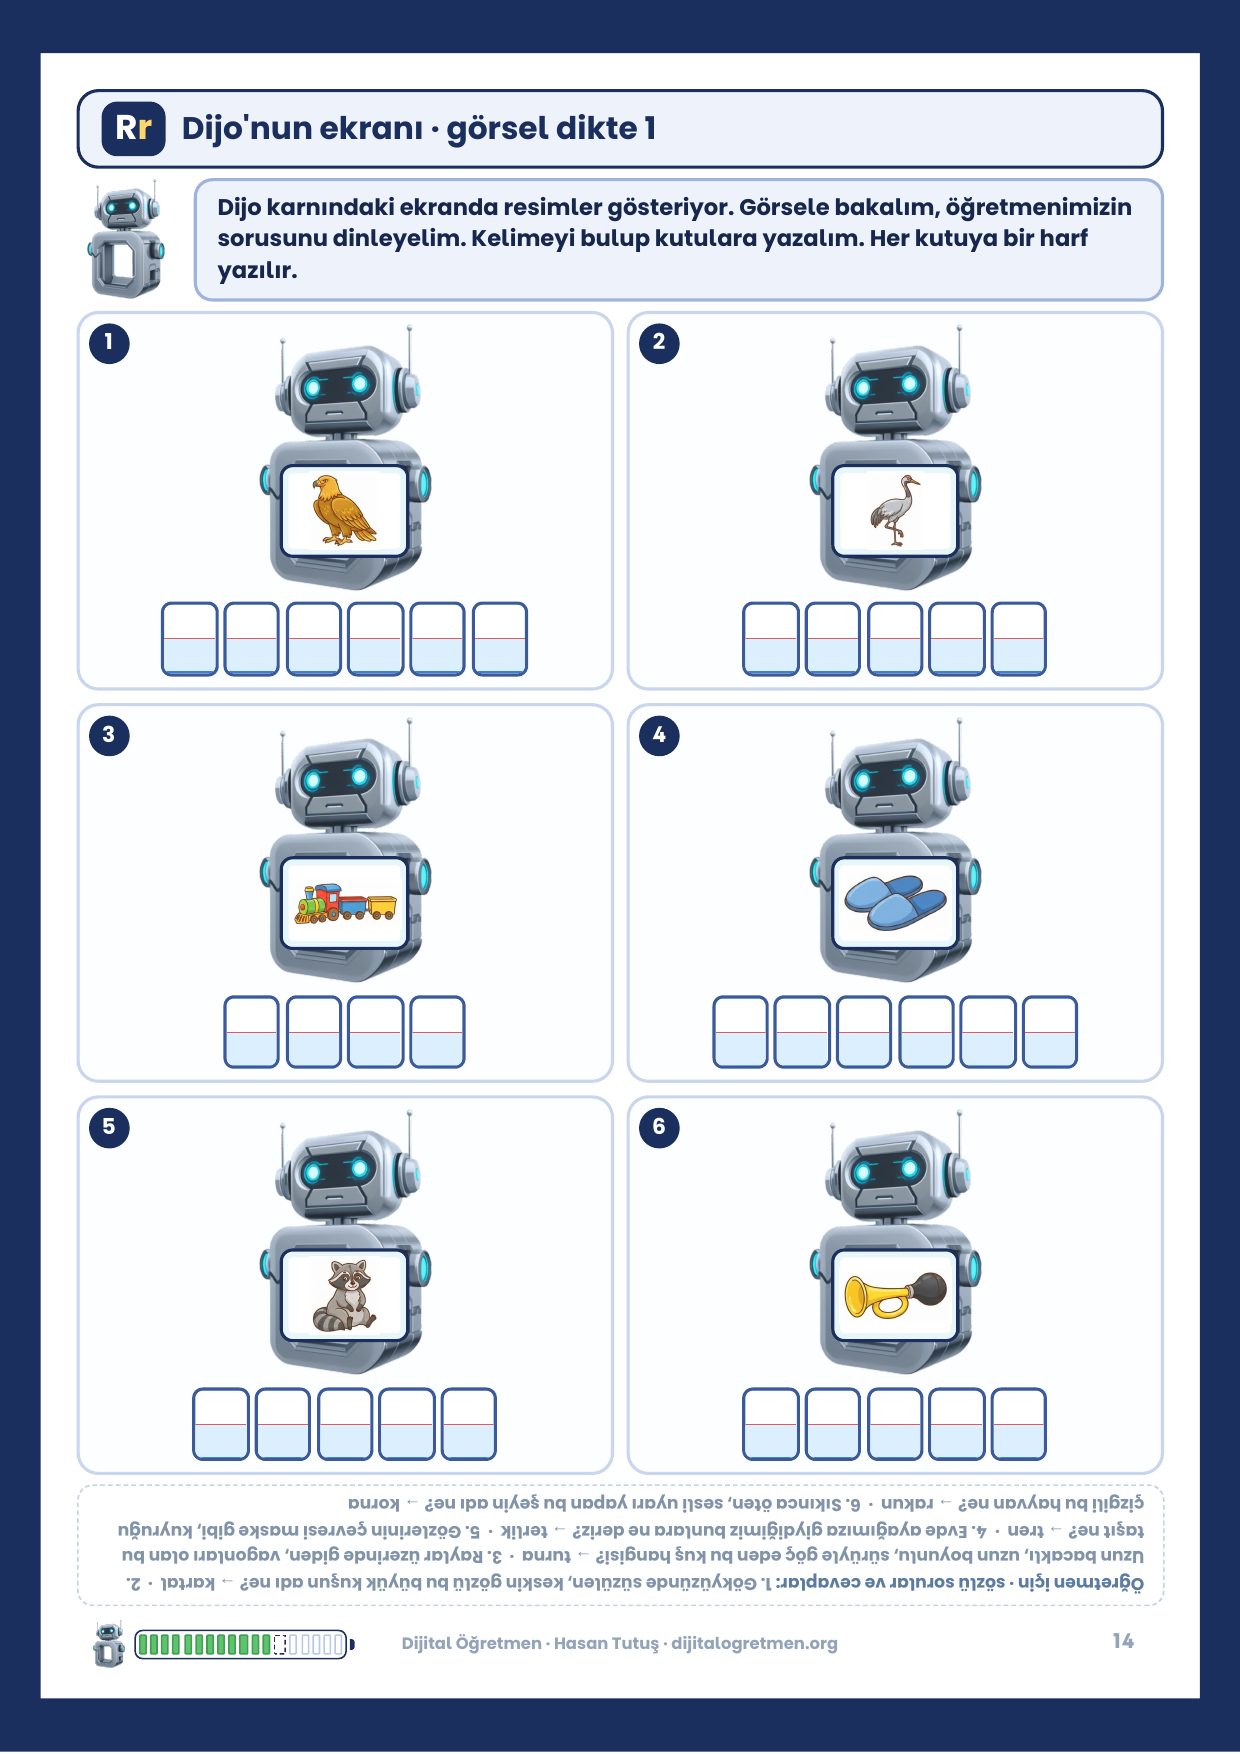 Rr Dijo'nun ekranı · görsel dikte 1
Dijo karnındaki ekranda resimler gösteriyor. Görsele bakalım, öğretmenimizin
sorusunu dinleyelim. Kelimeyi bulup kutulara yazalım. Her kutuya bir harf
yazılır.
1
2
3
4
5
6
Öğretmen için · sözlü sorular ve cevaplar: 1. Gökyüzünde süzülen, keskin gözlü bu büyük kuşun adı ne? → kartal · 2.
Uzun bacaklı, uzun boyunlu, sürüyle göç eden bu kuş hangisi? → turna · 3. Raylar üzerinde giden, vagonları olan bu
taşıt ne? → tren · 4. Evde ayağımıza giydiğimiz bunlara ne deriz? → terlik · 5. Gözlerinin çevresi maske gibi, kuyruğu
çizgili bu hayvan ne? → rakun · 6. Sıkınca öten, sesli uyarı yapan bu şeyin adı ne? → korna
Dijital Öğretmen · Hasan Tutuş · dijitalogretmen.org
14